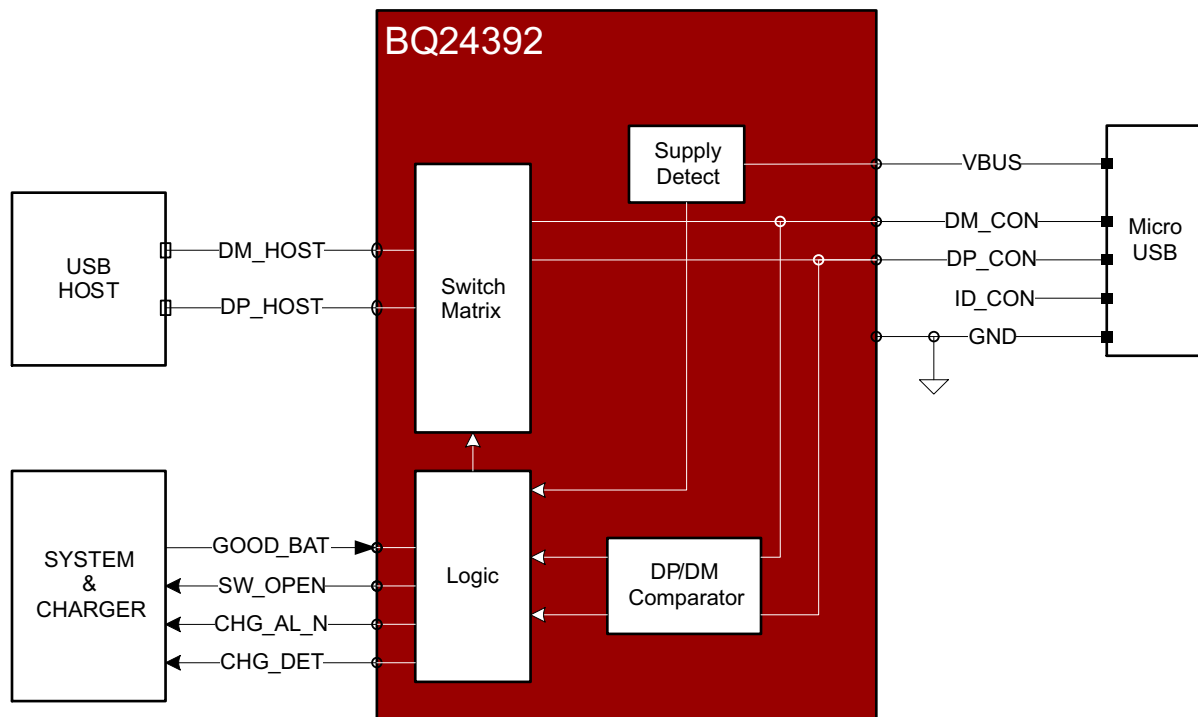 BQ24392
Supply
Detect
VBUS
DM_CON
DP_CON
ID_CON
GND
Micro
USB
USB
HOST
DM_HOST
DP_HOST
Switch
Matrix
SYSTEM
&
CHARGER
GOOD_BAT
SW_OPEN
CHG_AL_N
CHG_DET
Logic
DP/DM
Comparator